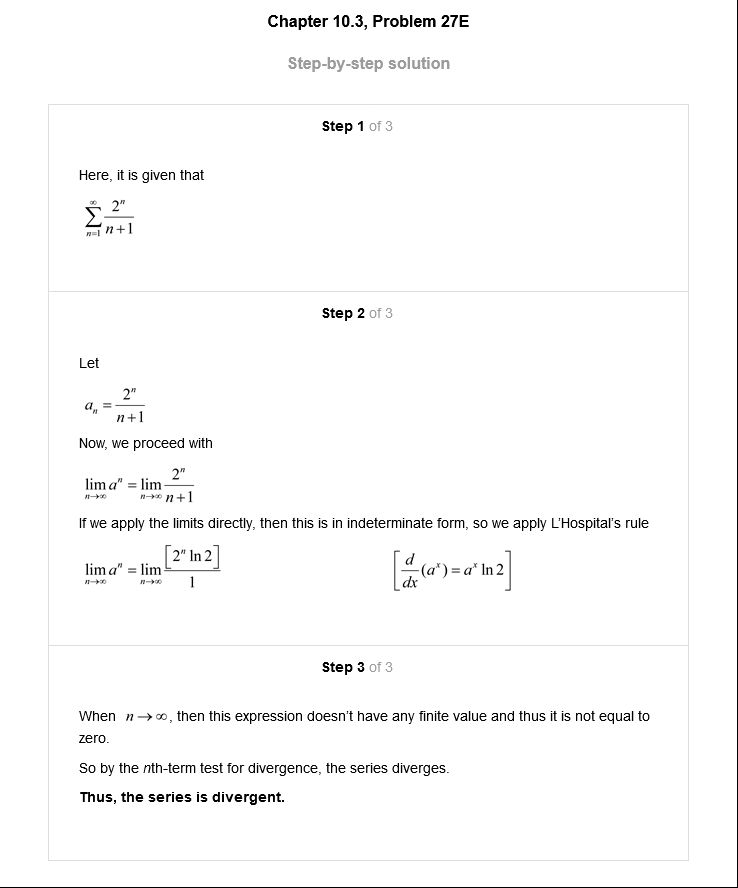 Chapter 10.3, Problem 27E
Step-by-step solution
Step 1 of 3
Here, it is given that
$\sum_{n=1}^{\infty} \frac{2^n}{n+1}$
Step 2 of 3
Let
$a_n = \frac{2^n}{n+1}$
Now, we proceed with
$\lim_{n \to \infty} a^n = \lim_{n \to \infty} \frac{2^n}{n+1}$
If we apply the limits directly, then this is in indeterminate form, so we apply L'Hospital's rule
$\lim_{n \to \infty} a^n = \lim_{n \to \infty} \frac{[2^n \ln 2]}{1}$ $\left[\frac{d}{dx}(a^x) = a^x \ln 2\right]$
Step 3 of 3
When $n \to \infty$, then this expression doesn't have any finite value and thus it is not equal to
zero.
So by the nth-term test for divergence, the series diverges.
Thus, the series is divergent.